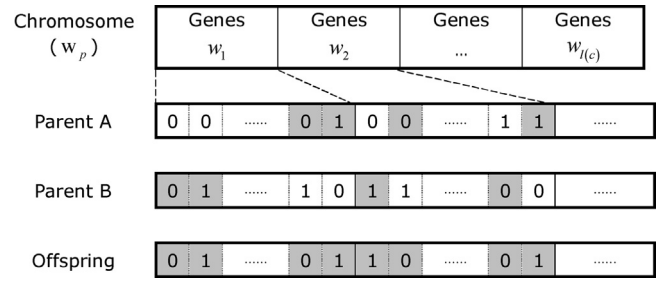 Chromosome Genes Genes Genes Genes
(w_p) w_1 w_2 ... w_{l(c)}
Parent A 0 0 ...... 0 1 0 0 ...... 1 1 ......
Parent B 0 1 ...... 1 0 1 1 ...... 0 0 ......
Offspring 0 1 ...... 0 1 1 0 ...... 0 1 ......